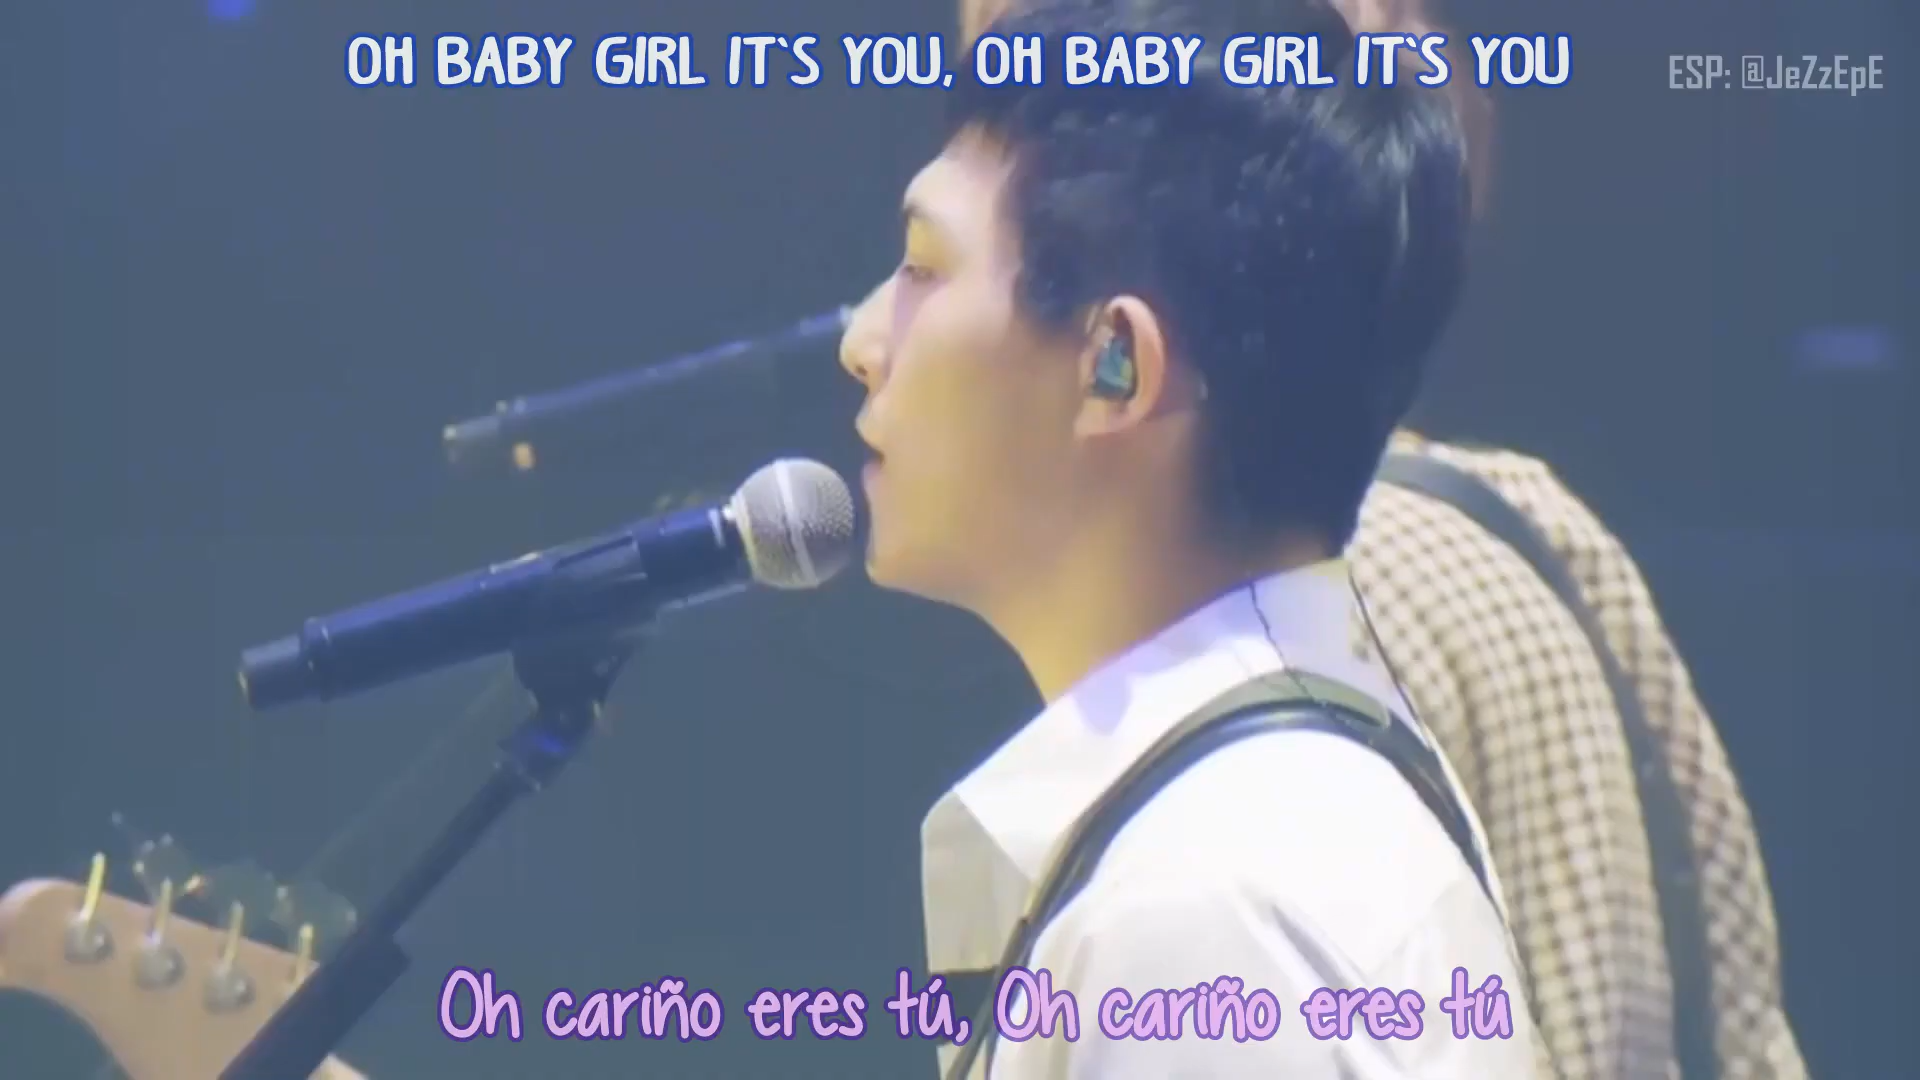 OH BABY GIRL IT`S YOU, OH BABY GIRL IT`S YOU
ESP: @JeZzEpE
Oh cariño eres tú, Oh cariño eres tú